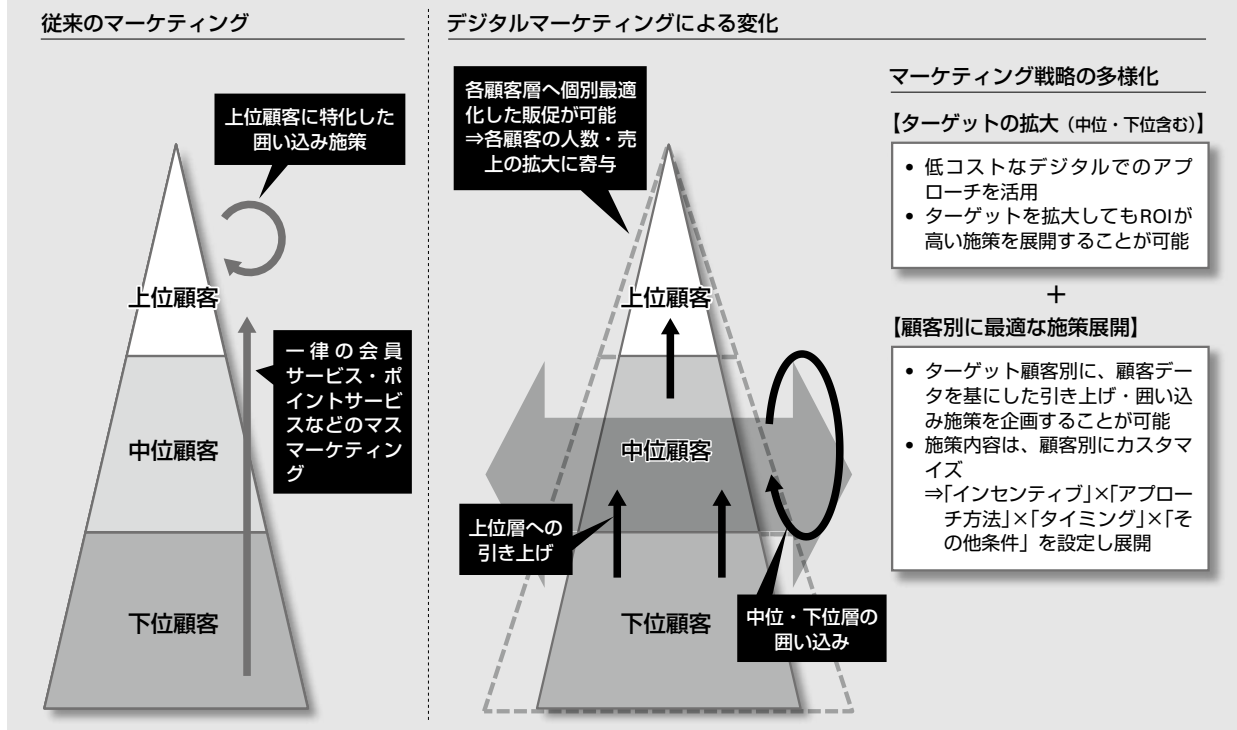 従来のマーケティング
上位顧客に特化した
囲い込み施策
上位顧客
一律の会員
サービス・ポ
イントサービ
スなどのマス
マーケティン
グ
中位顧客
下位顧客
デジタルマーケティングによる変化
各顧客層へ個別最適
化した販促が可能
⇒各顧客の人数・売
上の拡大に寄与
上位顧客
中位顧客
上位層への
引き上げ
下位顧客
中位・下位層の
囲い込み
マーケティング戦略の多様化
【ターゲットの拡大（中位・下位含む）】
• 低コストなデジタルでのアプ
ローチを活用
• ターゲットを拡大してもROIが
高い施策を展開することが可能
＋
【顧客別に最適な施策展開】
• ターゲット顧客別に、顧客デー
タを基にした引き上げ・囲い込
み施策を企画することが可能
• 施策内容は、顧客別にカスタマ
イズ
⇒「インセンティブ」×「アプロー
チ方法」×「タイミング」×「そ
の他条件」を設定し展開